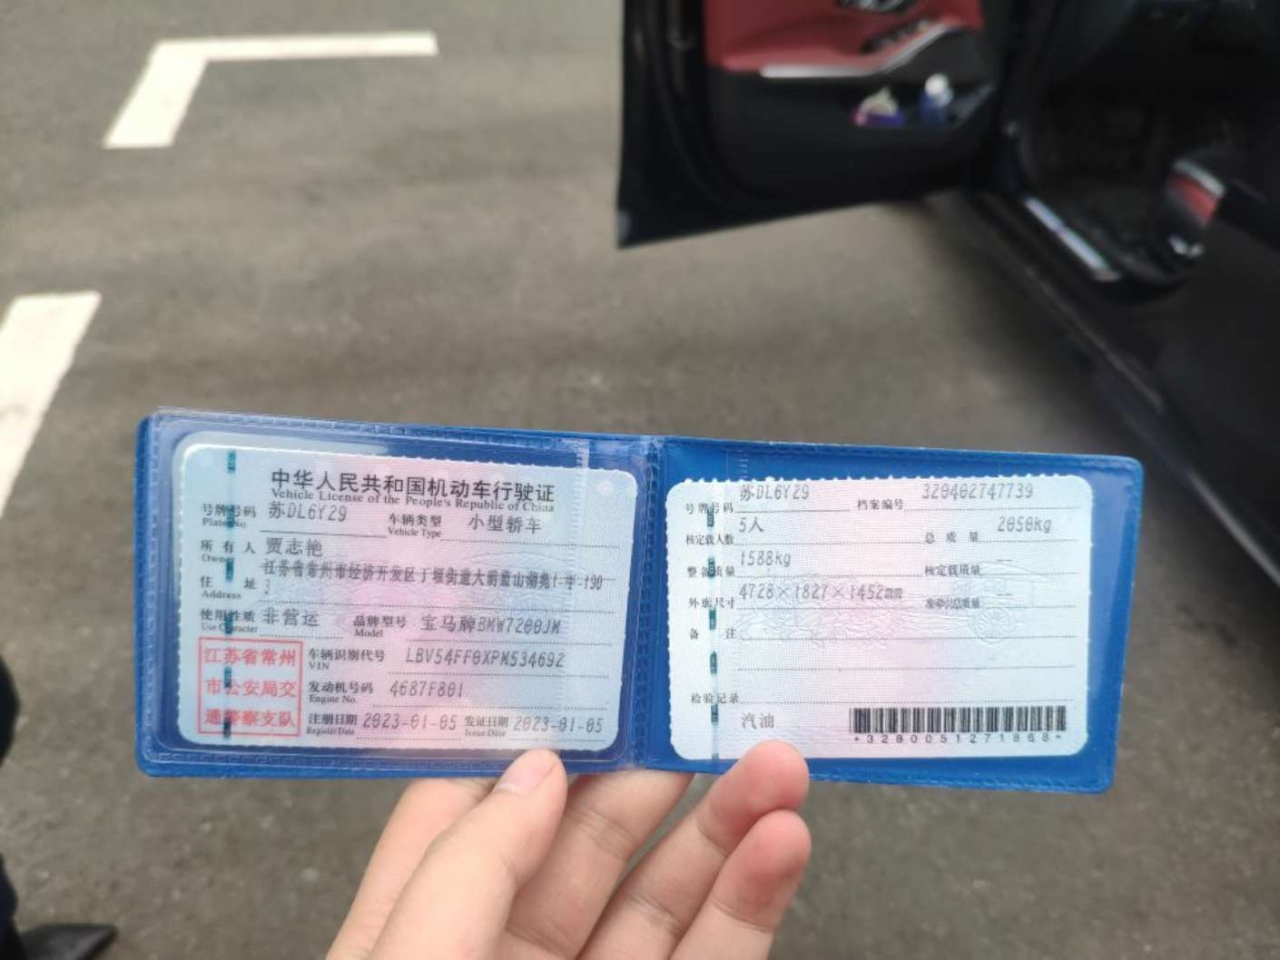 中华人民共和国机动车行驶证
Vehicle License of the People's Republic of China
号牌号码 苏DL6Y29 车辆类型 小型轿车
Plate No. Vehicle Type
所有人 贾志艳
Owner
江苏省常州市经济开发区丁堰街道大前
住 址
Address
使用性质 非营运 品牌型号 宝马牌BMW7200JM
Use Character Model
江苏省常州
市公安局交
通警察支队
车辆识别代号 LBV54FF0XPM534692
VIN
发动机号码 4687F801
Engine No.
注册日期 2023-01-05 发证日期 2023-01-05
Register Date Issue Date
号牌号码 苏DL6Y29 档案编号 320402747739
核定载人数 5人 总质量 2050kg
整备质量 1588kg 核定载质量 --
外廓尺寸 4728×1827×1452mm 准牵引总质量 --
备 注
检验记录
汽油
*3280051271868*